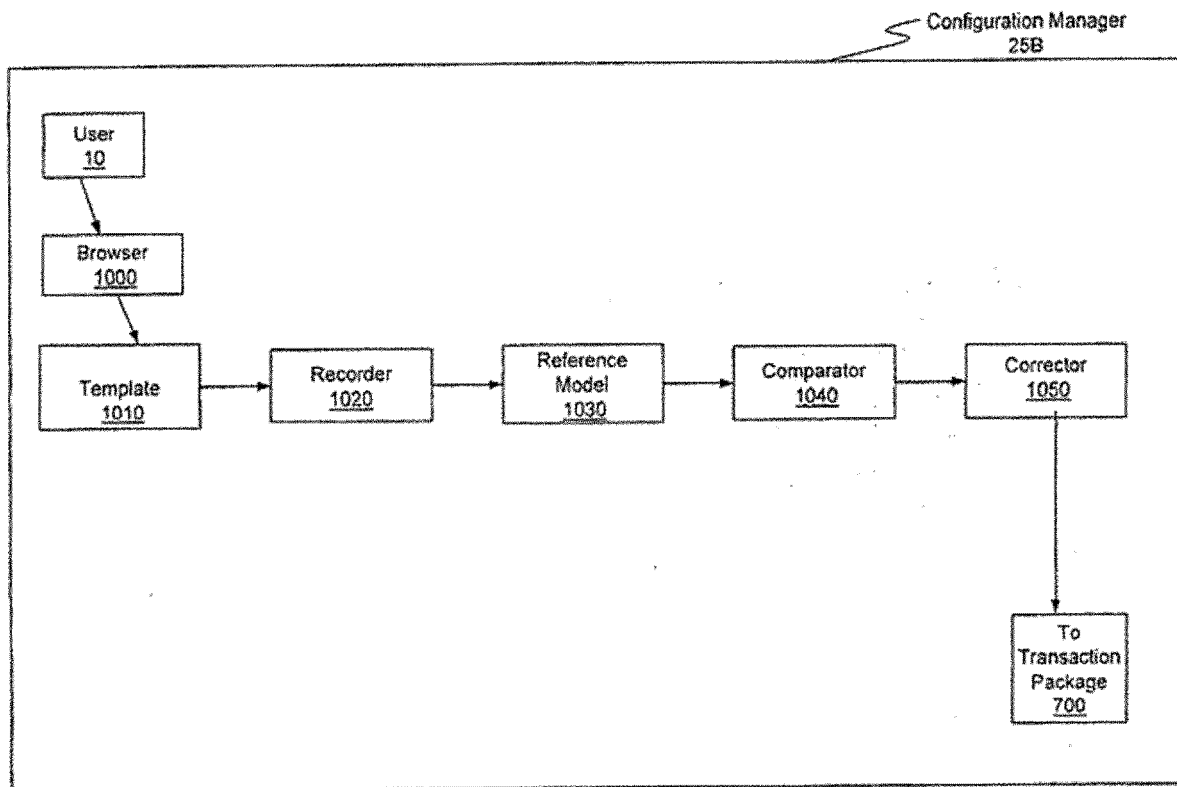 Configuration Manager
25B
User
10
Browser
1000
Template
1010
Recorder
1020
Reference
Model
1030
Comparator
1040
Corrector
1050
To
Transaction
Package
700